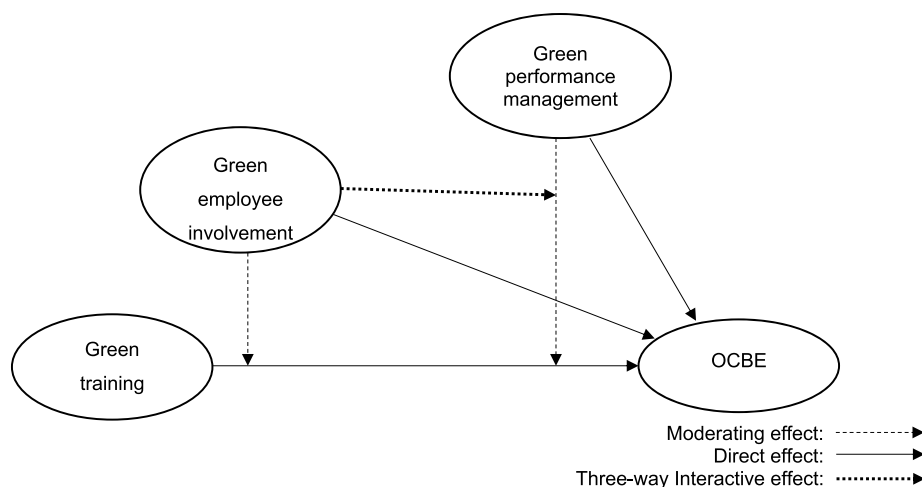 Green
performance
management
Green
employee
involvement
Green
training
OCBE
Moderating effect:
Direct effect:
Three-way Interactive effect: